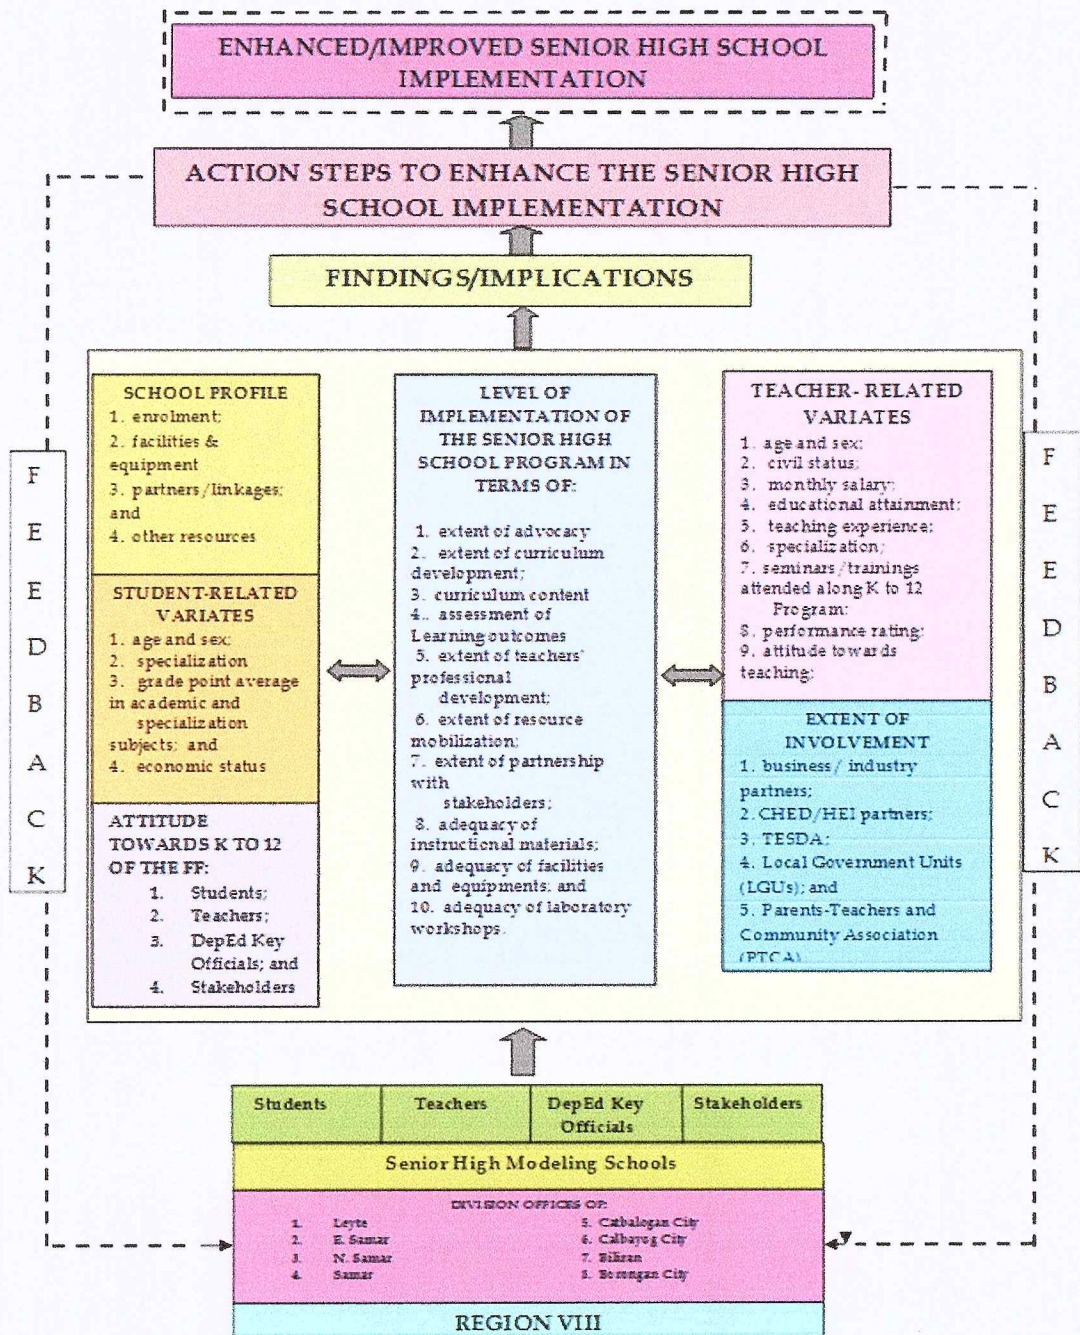 ENHANCED/IMPROVED SENIOR HIGH SCHOOL
IMPLEMENTATION
ACTION STEPS TO ENHANCE THE SENIOR HIGH
SCHOOL IMPLEMENTATION
FINDINGS/IMPLICATIONS
F
E
E
D
B
A
C
K
SCHOOL PROFILE
1. enrolment;
2. facilities &
equipment
3. partners/linkages;
and
4. other resources
STUDENT-RELATED
VARIATES
1. age and sex;
2. specialization
3. grade point average
in academic and
specialization
subjects; and
4. economic status
ATTITUDE
TOWARDS K TO 12
OF THE FF:
1. Students;
2. Teachers;
3. DepEd Key
Officials; and
4. Stakeholders
LEVEL OF
IMPLEMENTATION OF
THE SENIOR HIGH
SCHOOL PROGRAM IN
TERMS OF:
1. extent of advocacy
2. extent of curriculum
development;
3. curriculum content
4.. assessment of
Learning outcomes
5. extent of teachers'
professional
development;
6. extent of resource
mobilization;
7. extent of partnership
with
stakeholders;
8. adequacy of
instructional materials;
9. adequacy of facilities
and equipments; and
10. adequacy of laboratory
workshops.
TEACHER- RELATED
VARIATES
1. age and sex;
2. civil status;
3. monthly salary;
4. educational attainment;
5. teaching experience;
6. specialization;
7. seminars/trainings
attended along K to 12
Program;
8. performance rating;
9. attitude towards
teaching;
EXTENT OF
INVOLVEMENT
1. business/ industry
partners;
2. CHED/HEI partners;
3. TESDA;
4. Local Government Units
(LGUs); and
5. Parents-Teachers and
Community Association
(PTCA)
F
E
E
D
B
A
C
K
Students
Teachers
DepEd Key
Officials
Stakeholders
Senior High Modeling Schools
DIVISION OFFICES OF:
1. Leyte
2. E. Samar
3. N. Samar
4. Samar
5. Catbalogan City
6. Calbayog City
7. Biliran
8. Borongan City
REGION VIII